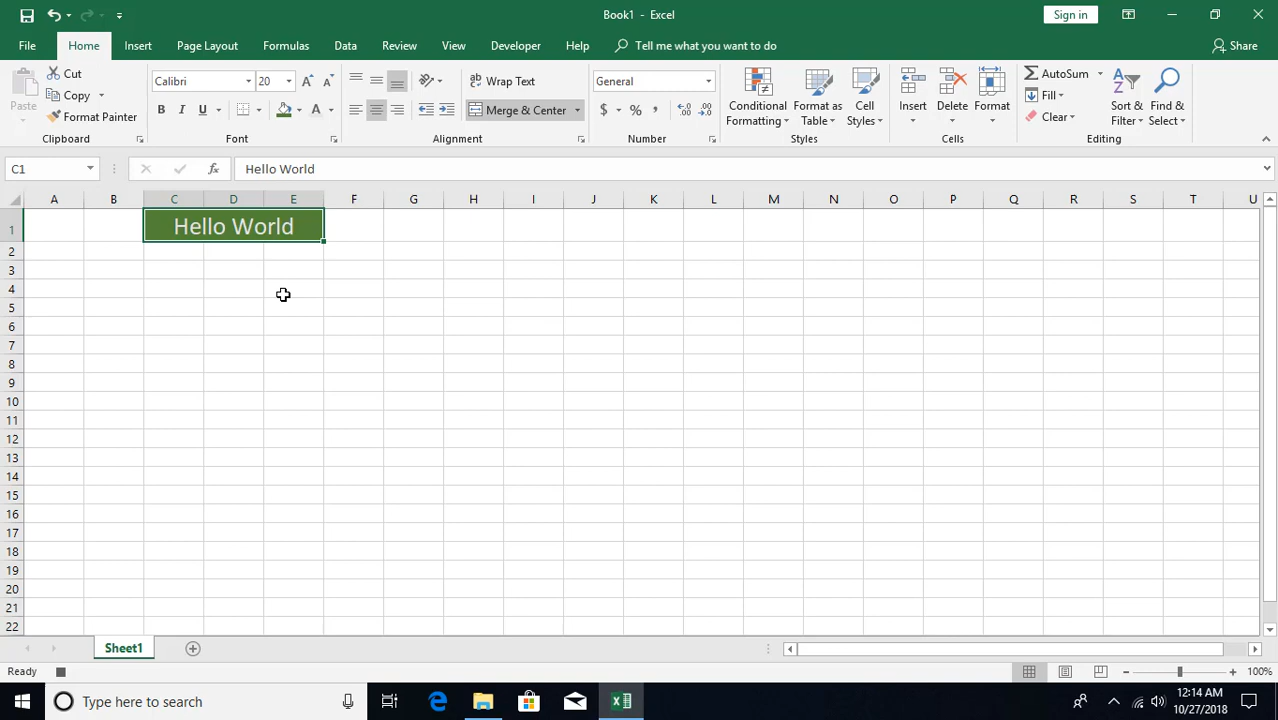 Book1 - Excel
Sign in
File Home Insert Page Layout Formulas Data Review View Developer Help Tell me what you want to do Share
Paste
Cut
Copy
Format Painter
Clipboard
Calibri 20 A A
B I U A
Font
ab
Wrap Text
Merge & Center
Alignment
General
$ % ,
.0 .00
Number
Conditional Formatting
Format as Table
Cell Styles
Styles
Insert
Delete
Format
Cells
AutoSum
Fill
Clear
Sort & Filter
Find & Select
Editing
C1
fx
Hello World
A B C D E F G H I J K L M N O P Q R S T U
1 Hello World
2
3
4
5
6
7
8
9
10
11
12
13
14
15
16
17
18
19
20
21
22
Sheet1
Ready
100%
Type here to search
12:14 AM
10/27/2018